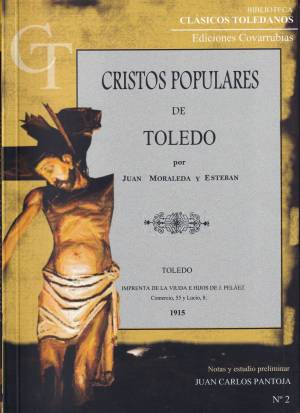 BIBLIOTECA
CLÁSICOS TOLEDANOS
Ediciones Covarrubias
CT
CRISTOS POPULARES
DE
TOLEDO
por
JUAN MORALEDA Y ESTEBAN
TOLEDO
IMPRENTA DE LA VIUDA E HIJOS DE J. PELÁEZ
Comercio, 55 y Lucio, 8.
1915
Notas y estudio preliminar
JUAN CARLOS PANTOJA
Nº 2